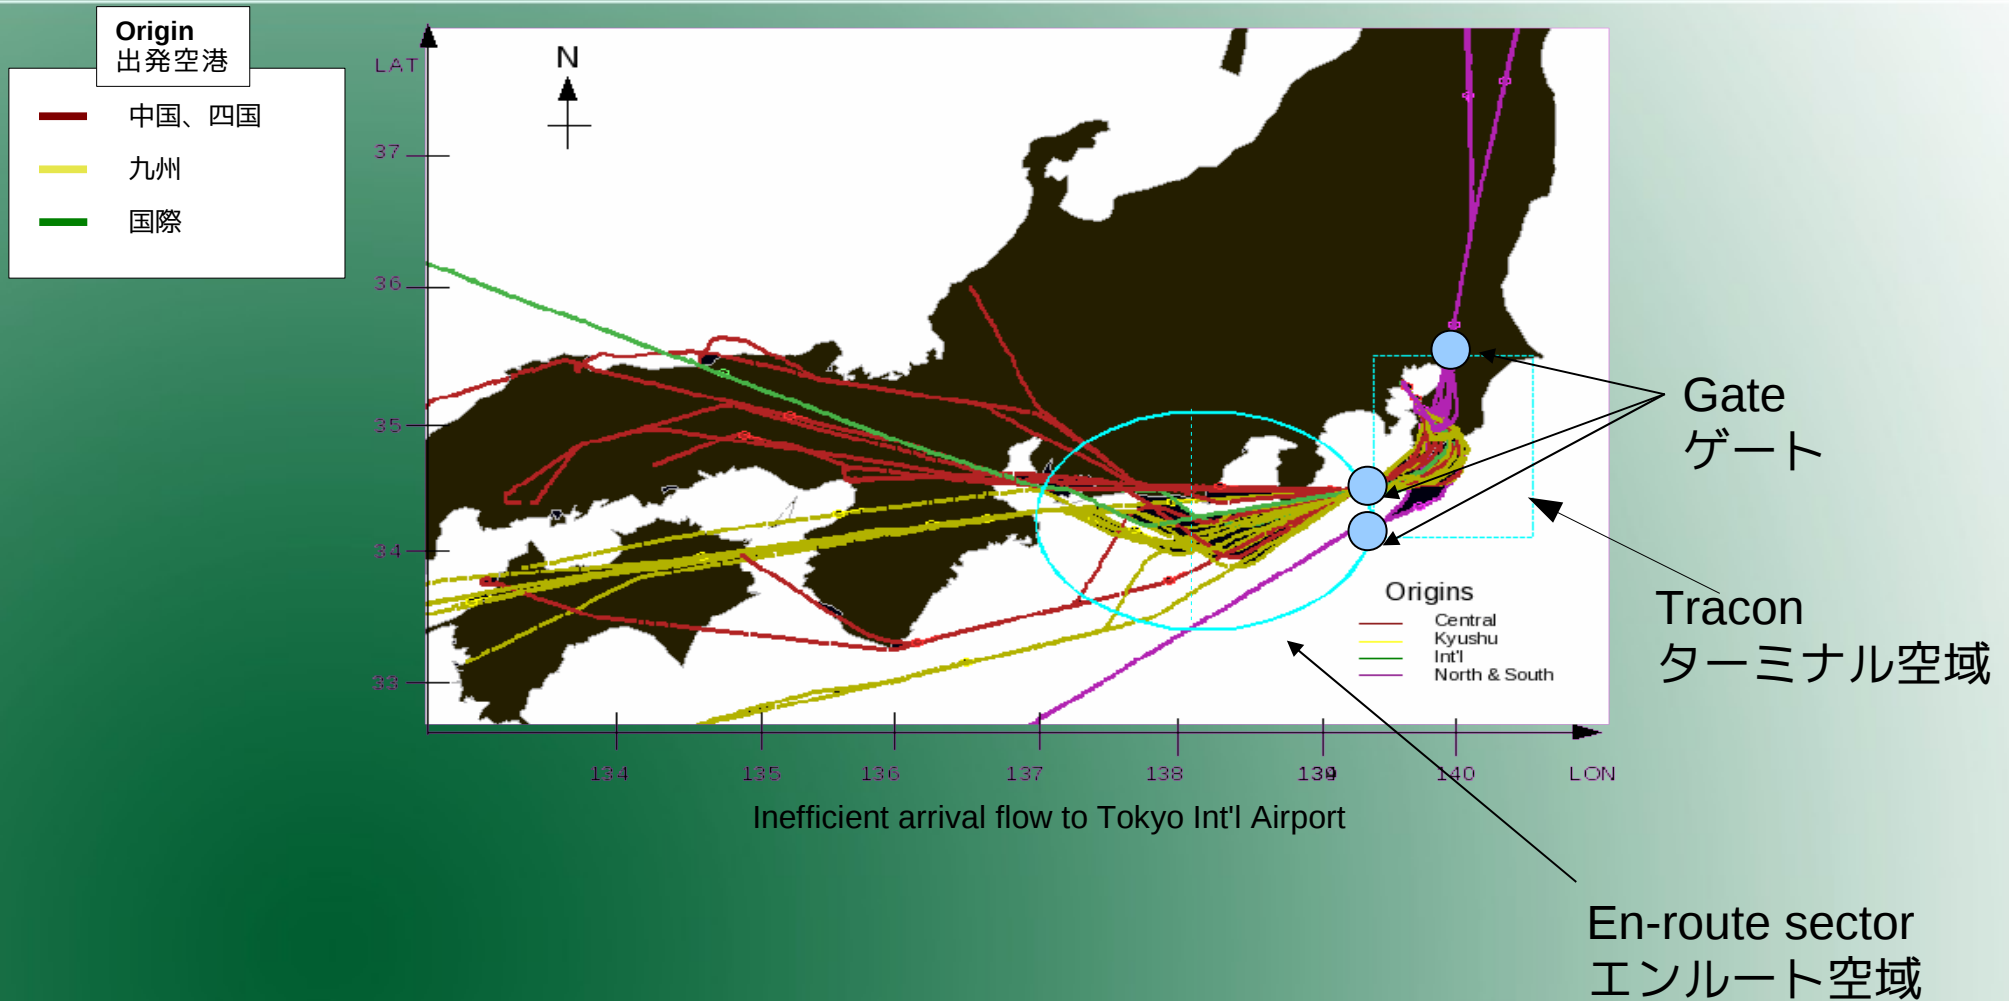 Origin
出発空港
中国、四国
九州
国際
LAT
N
37
36
35
34
33
134
135
136
137
138
139
140
LON
Origins
Central
Kyushu
Int'l
North & South
Gate
ゲート
Tracon
ターミナル空域
Inefficient arrival flow to Tokyo Int'l Airport
En-route sector
エンルート空域